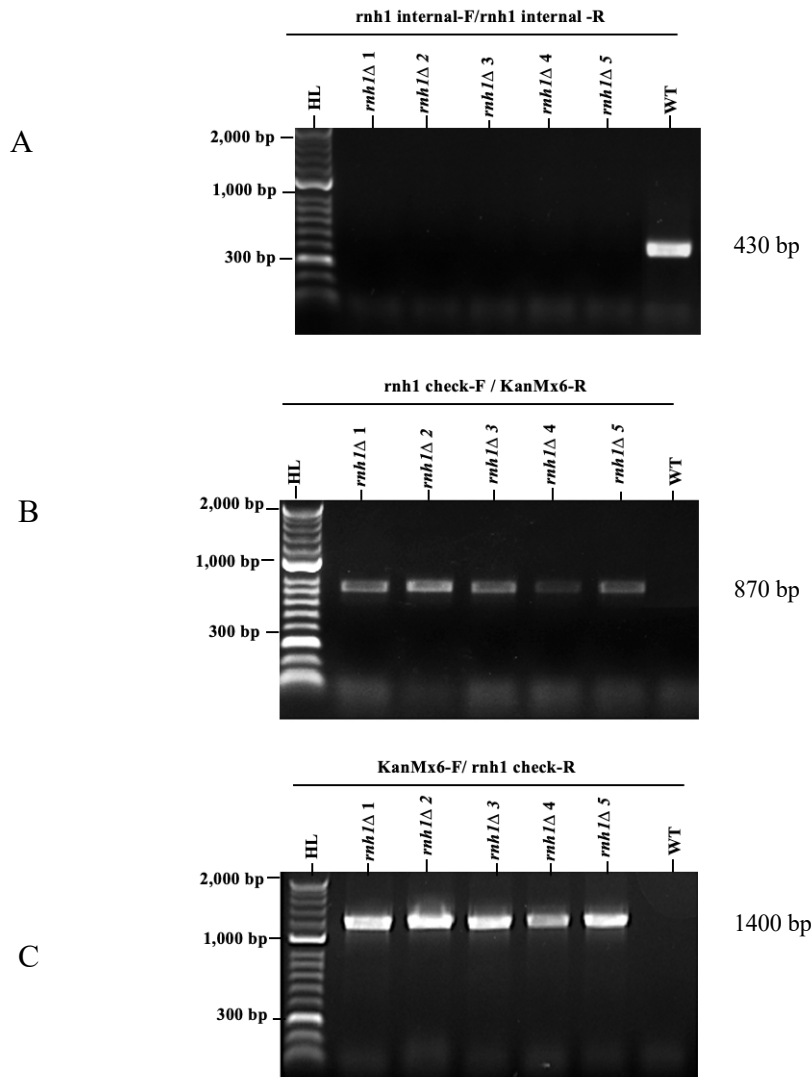 rnh1 internal-F/rnh1 internal -R
HL rnh1Δ 1 rnh1Δ 2 rnh1Δ 3 rnh1Δ 4 rnh1Δ 5 WT
A
2,000 bp
1,000 bp
300 bp
430 bp
rnh1 check-F / KanMx6-R
HL rnh1Δ 1 rnh1Δ 2 rnh1Δ 3 rnh1Δ 4 rnh1Δ 5 WT
B
2,000 bp
1,000 bp
300 bp
870 bp
KanMx6-F/ rnh1 check-R
HL rnh1Δ 1 rnh1Δ 2 rnh1Δ 3 rnh1Δ 4 rnh1Δ 5 WT
C
2,000 bp
1,000 bp
300 bp
1400 bp